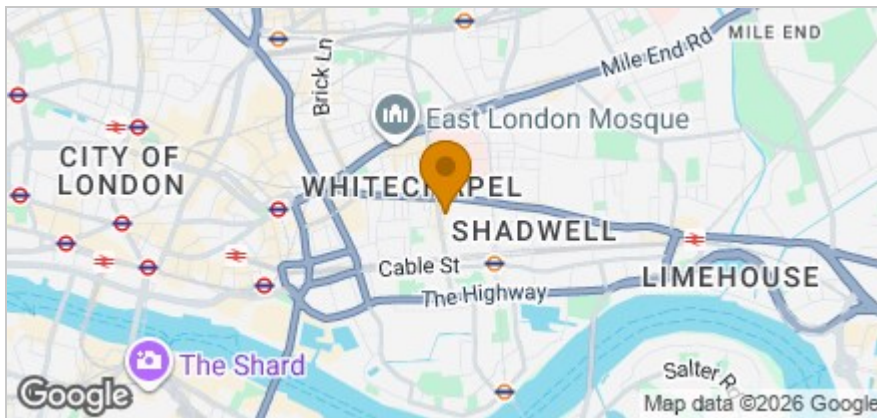 MILE END
Mile End Rd
Brick Ln
East London Mosque
CITY OF
LONDON
WHITECHAPEL
SHADWELL
Cable St
LIMEHOUSE
The Highway
The Shard
Salter R
Google
Map data ©2026 Google